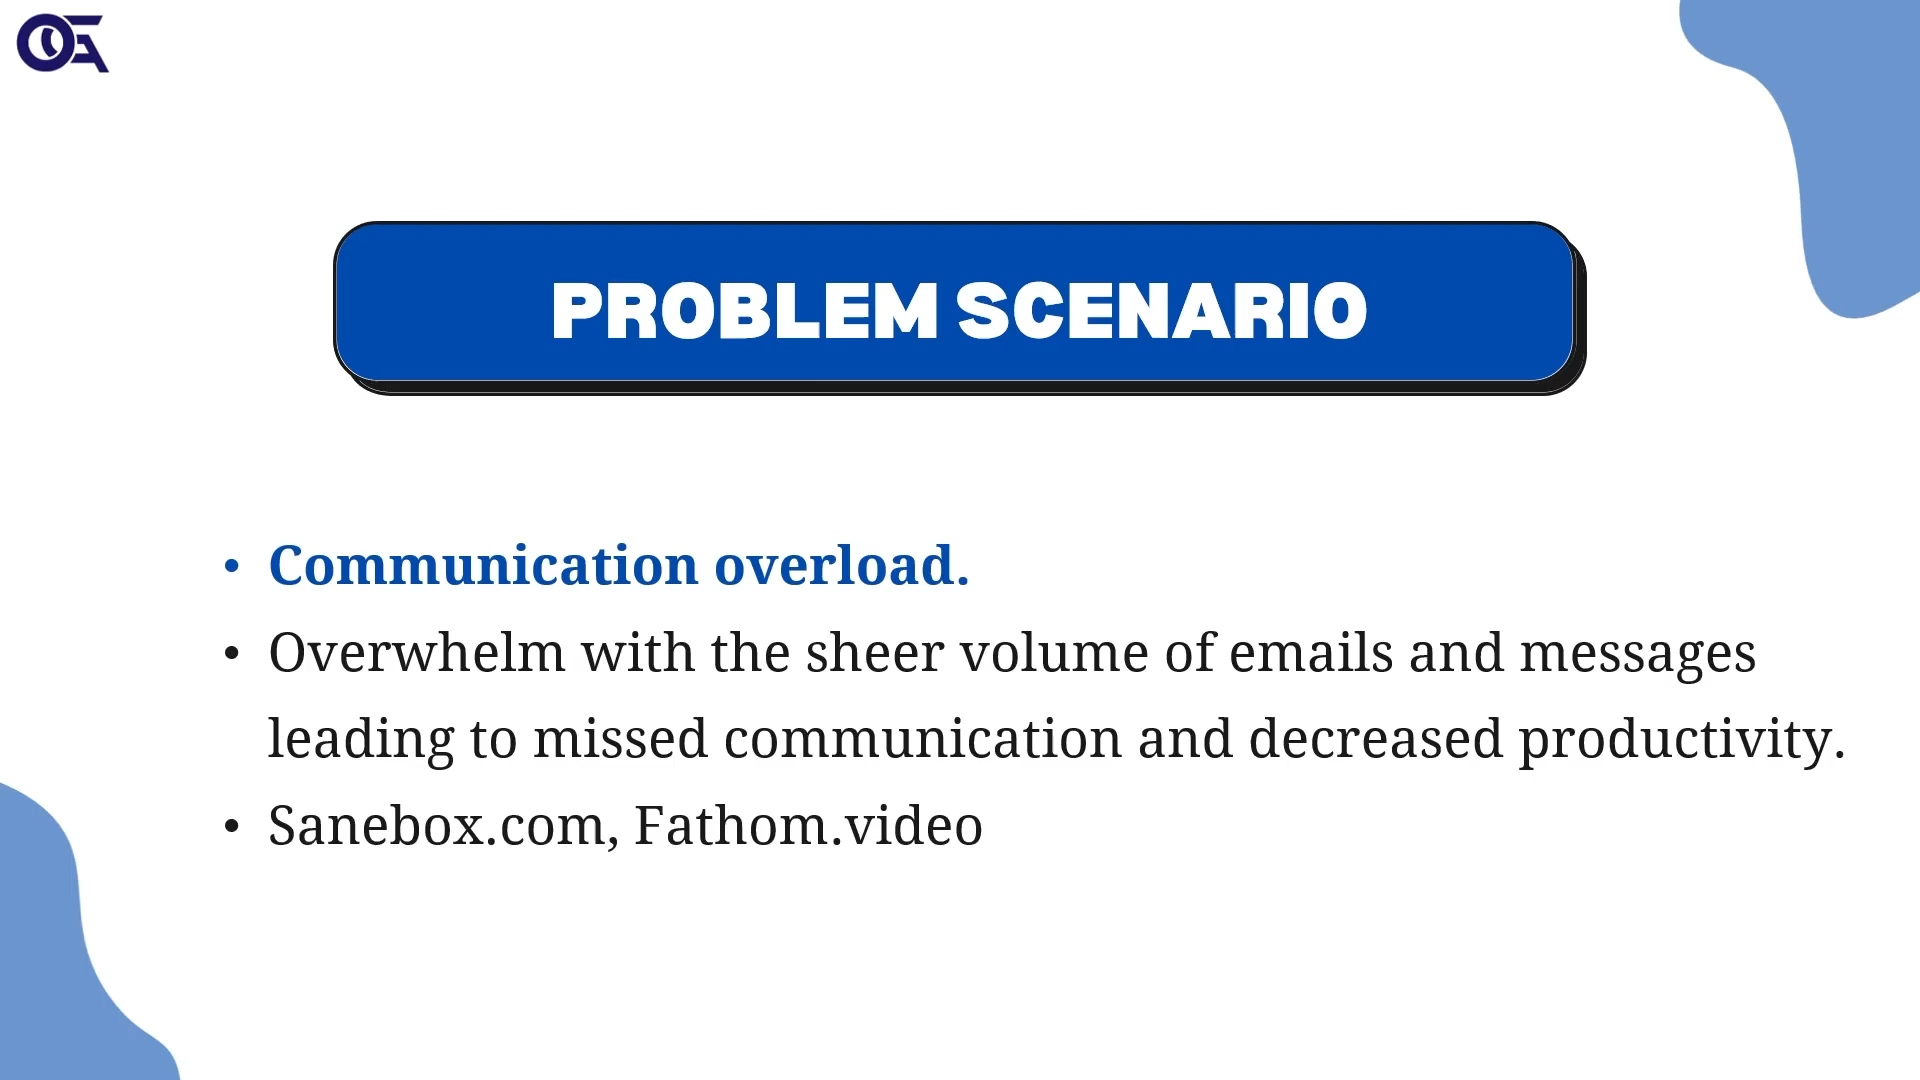 PROBLEM SCENARIO
• Communication overload.
• Overwhelm with the sheer volume of emails and messages
leading to missed communication and decreased productivity.
• Sanebox.com, Fathom.video